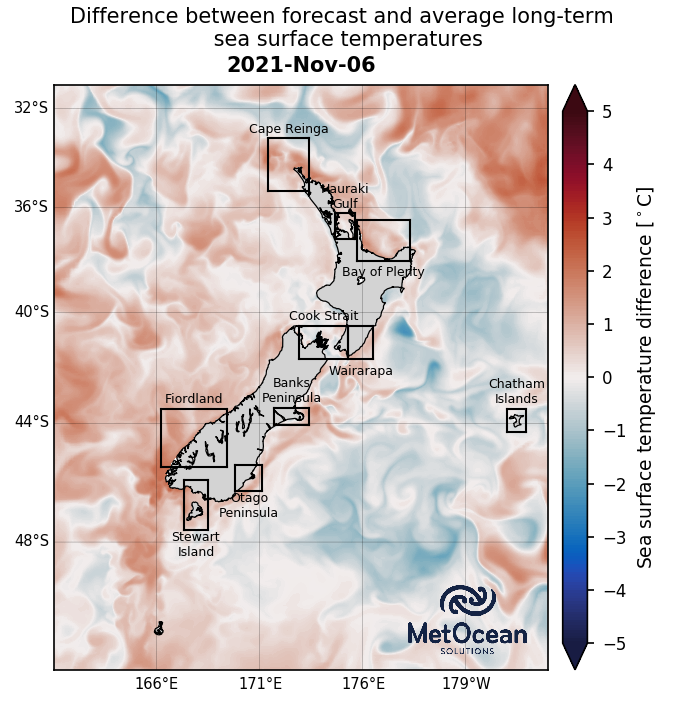 Difference between forecast and average long-term
sea surface temperatures
2021-Nov-06
32°S
36°S
40°S
44°S
48°S
166°E
171°E
176°E
179°W
Cape Reinga
Hauraki
Gulf
Bay of Plenty
Cook Strait
Wairarapa
Banks
Peninsula
Fiordland
Chatham
Islands
Otago
Peninsula
Stewart
Island
MetOcean
SOLUTIONS
5
4
3
2
1
0
−1
−2
−3
−4
−5
Sea surface temperature difference [°C]